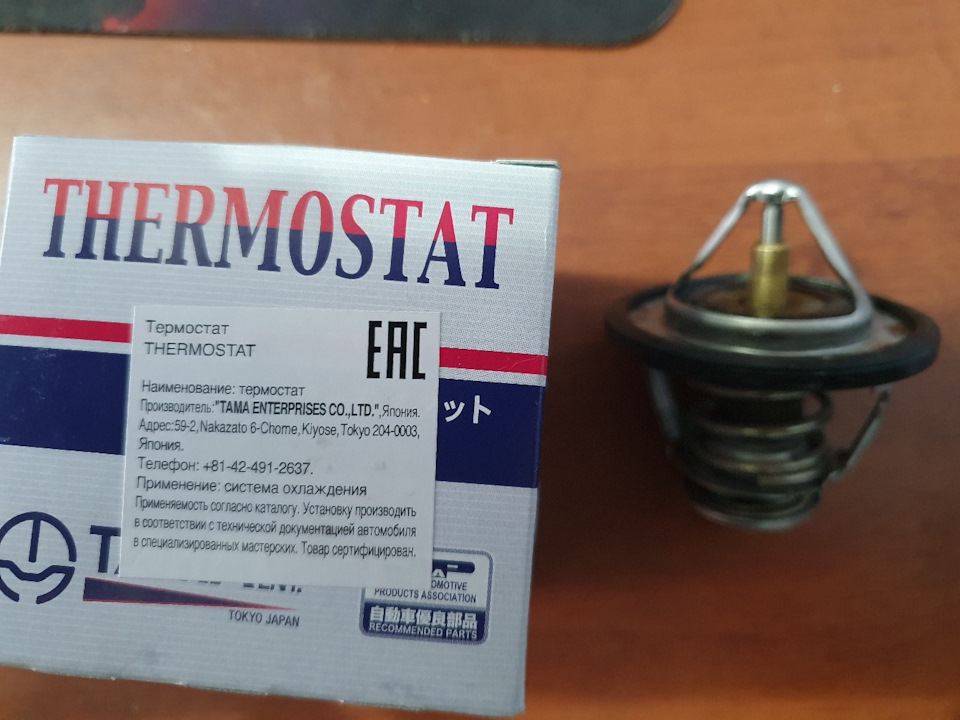 THERMOSTAT
Термостат
THERMOSTAT
EAC
Наименование: термостат
Производитель:"TAMA ENTERPRISES CO.,LTD.",Япония.
Адрес:59-2, Nakazato 6-Chome, Kiyose, Tokyo 204-0003,
Япония.
Телефон: +81-42-491-2637.
Применение: система охлаждения
Применяемость согласно каталогу. Установку производить
в соответствии с технической документацией автомобиля
в специализированных мастерских. Товар сертифицирован.
ット
TOKYO JAPAN
PRODUCTS ASSOCIATION
自動車優良部品
RECOMMENDED PARTS